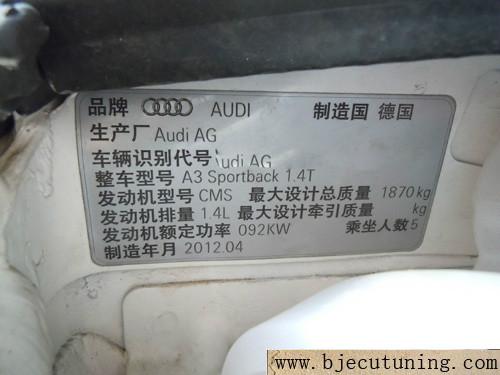 品牌 AUDI 制造国 德国
生产厂 Audi AG
车辆识别代号 Audi AG
整车型号 A3 Sportback 1.4T
发动机型号 CMS 最大设计总质量 1870 kg
发动机排量 1.4L 最大设计牵引质量 kg
发动机额定功率 092KW 乘坐人数 5
制造年月 2012.04
www.bjecutuning.com